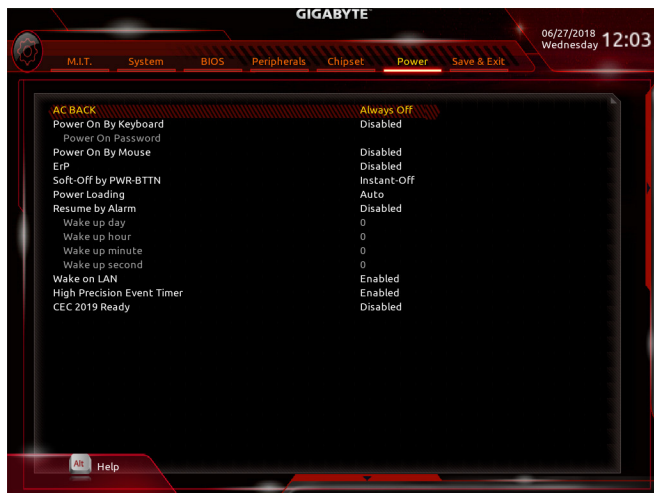 GIGABYTE
06/27/2018
Wednesday 12:03
M.I.T. System BIOS Peripherals Chipset Power Save & Exit
AC BACK Always Off
Power On By Keyboard Disabled
Power On Password
Power On By Mouse Disabled
ErP Disabled
Soft-Off by PWR-BTTN Instant-Off
Power Loading Auto
Resume by Alarm Disabled
Wake up day 0
Wake up hour 0
Wake up minute 0
Wake up second 0
Wake on LAN Enabled
High Precision Event Timer Enabled
CEC 2019 Ready Disabled
Alt Help